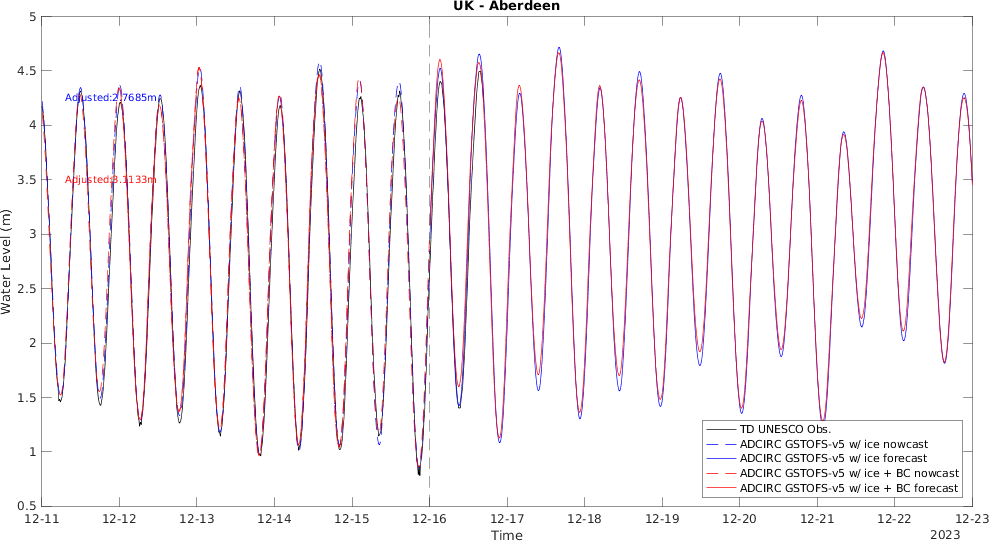 UK - Aberdeen
5
4.5
4
3.5
3
2.5
2
1.5
1
0.5
Water Level (m)
Adjusted:2.7685m
Adjusted:3.1133m
TD UNESCO Obs.
ADCIRC GSTOFS-v5 w/ ice nowcast
ADCIRC GSTOFS-v5 w/ ice forecast
ADCIRC GSTOFS-v5 w/ ice + BC nowcast
ADCIRC GSTOFS-v5 w/ ice + BC forecast
12-11 12-12 12-13 12-14 12-15 12-16 12-17 12-18 12-19 12-20 12-21 12-22 12-23
Time
2023